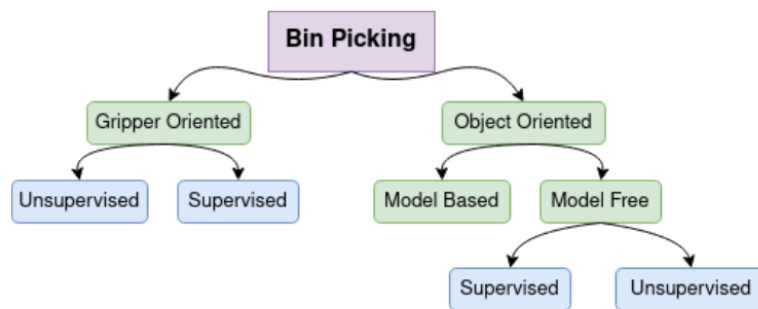 Bin Picking
Gripper Oriented
Object Oriented
Unsupervised
Supervised
Model Based
Model Free
Supervised
Unsupervised